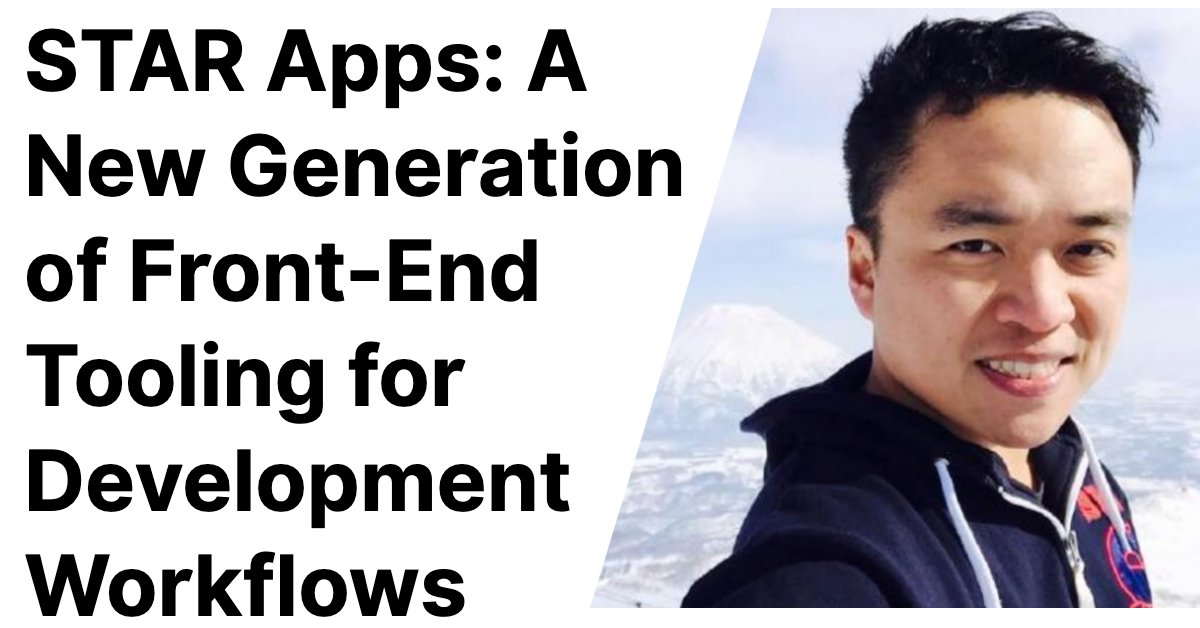 STAR Apps: A
New Generation
of Front-End
Tooling for
Development
Workflows